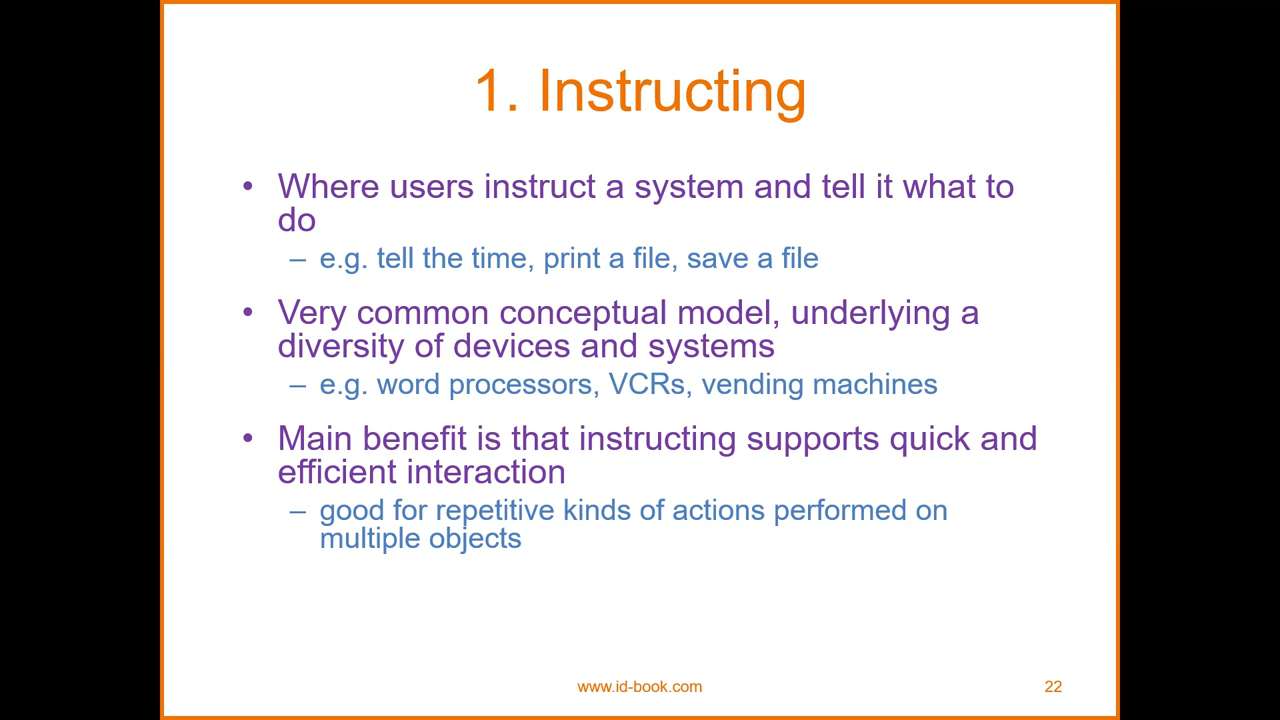 1. Instructing
• Where users instruct a system and tell it what to
do
– e.g. tell the time, print a file, save a file
• Very common conceptual model, underlying a
diversity of devices and systems
– e.g. word processors, VCRs, vending machines
• Main benefit is that instructing supports quick and
efficient interaction
– good for repetitive kinds of actions performed on
multiple objects
www.id-book.com
22